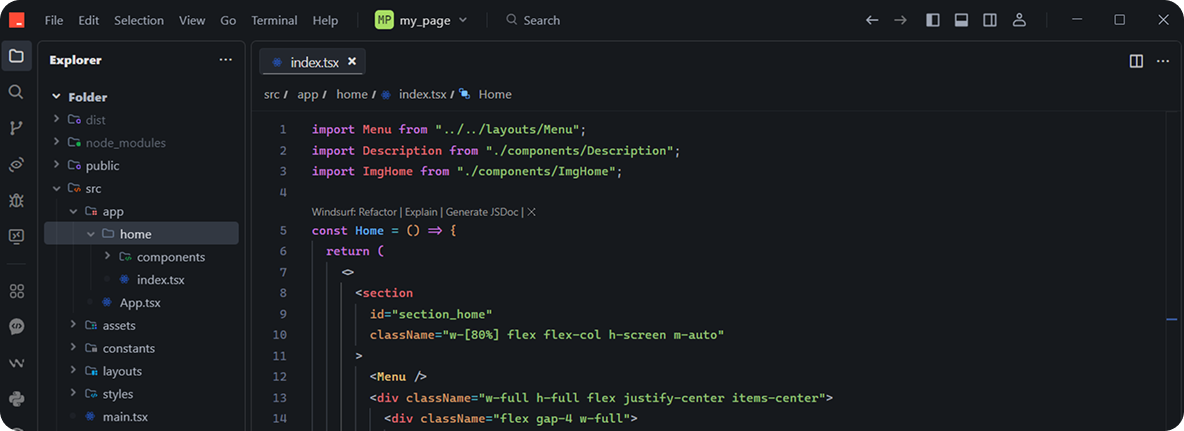 File Edit Selection View Go Terminal Help MP my_page Search
Explorer ...
Folder
dist
node_modules
public
src
app
home
components
index.tsx
App.tsx
assets
constants
layouts
styles
main.tsx
index.tsx
src / app / home / index.tsx / Home ...
1 import Menu from "../../layouts/Menu";
2 import Description from "./components/Description";
3 import ImgHome from "./components/ImgHome";
4
Windsurf: Refactor | Explain | Generate JSDoc | X
5 const Home = () => {
6 return (
7 <>
8 <section
9 id="section_home"
10 className="w-[80%] flex flex-col h-screen m-auto"
11 >
12 <Menu />
13 <div className="w-full h-full flex justify-center items-center">
14 <div className="flex gap-4 w-full">